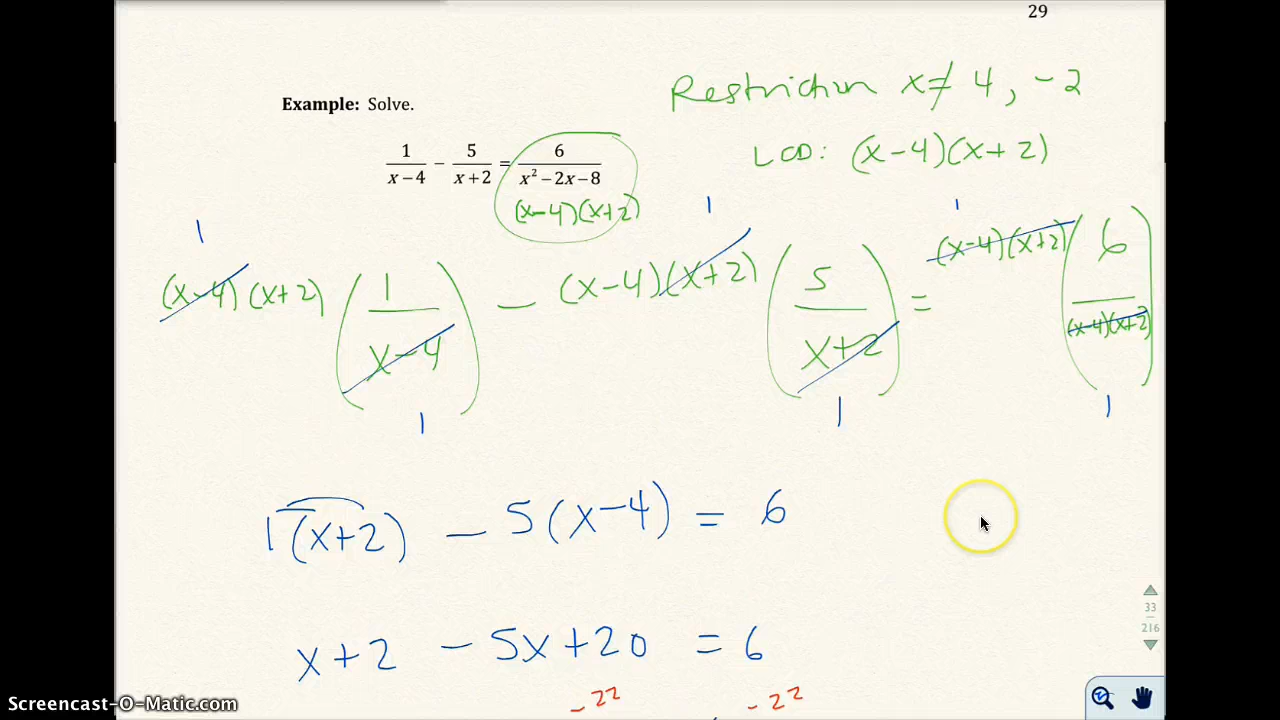 29
Restriction x≠ 4, -2
Example: Solve.
1/(x-4) - 5/(x+2) = 6/(x²-2x-8)
LCD: (x-4)(x+2)
(x-4)(x+2)
1 1 1
(x-4)(x+2) (1/(x-4)) - (x-4)(x+2) (5/(x+2)) = (x-4)(x+2) (6/((x-4)(x+2)))
1 1 1
1(x+2) - 5(x-4) = 6
x+2 - 5x+20 = 6
-22 -22
33
216
Screencast-O-Matic.com